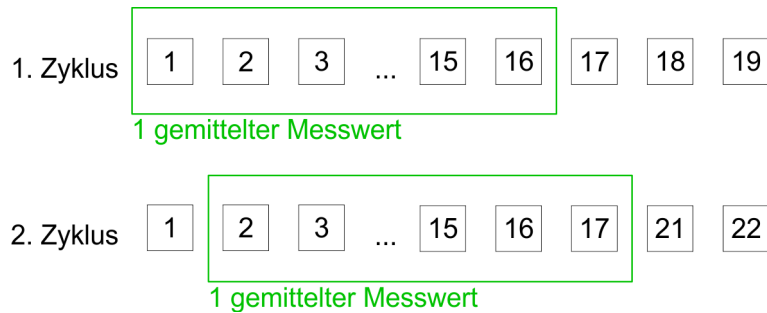 1. Zyklus 1 2 3 ... 15 16 17 18 19
1 gemittelter Messwert
2. Zyklus 1 2 3 ... 15 16 17 21 22
1 gemittelter Messwert